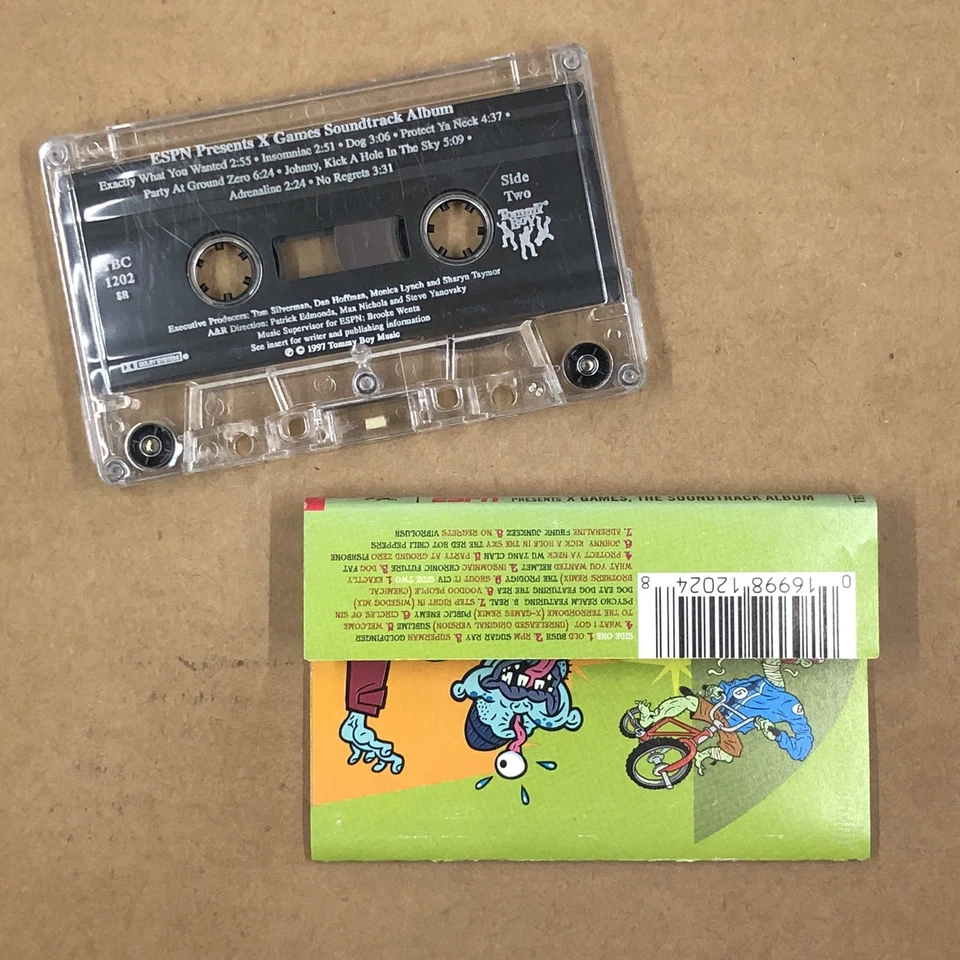 ESPN Presents X Games Soundtrack Album
Exactly What You Wanted 2:55 • Insomniac 2:51 • Dog 3:06 • Protect Ya Neck 4:37 •
Party At Ground Zero 6:24 • Johnny, Kick A Hole In The Sky 5:09 •
Adrenaline 2:24 • No Regrets 3:31
Side
Two
Tommy
Boy
TBC
1202
SR
Executive Producers: Tom Silverman, Dan Hoffman, Monica Lynch and Sharyn Taymor
A&R Direction: Patrick Edmonds, Max Nichols and Steve Yanovsky
Music Supervisor for ESPN: Brooke Wentz
See insert for writer and publishing information
℗ © 1997 Tommy Boy Music
ESPN PRESENTS X GAMES, THE SOUNDTRACK ALBUM
SIDE ONE 1. OLD BUSH 2. RPM SUGAR RAY 3. SUPERMAN GOLDFINGER
4. WHAT I GOT (UNRELEASED ORIGINAL VERSION) SUBLIME 5. WELCOME
TO THE TERRORDOME (X-GAMES REMIX) PUBLIC ENEMY 6. CIRCLES OF SIN
PSYCHO REALM FEATURING B. REAL 7. STEP RIGHT IN (WISEDOG MIX)
DOG EAT DOG FEATURING THE RZA 8. VOODOO PEOPLE (CHEMICAL
BROTHERS REMIX) THE PRODIGY 9. SHOUT IT CIV SIDE TWO 1. EXACTLY
WHAT YOU WANTED HELMET 2. INSOMNIAC CHRONIC FUTURE 3. DOG FAT
4. PROTECT YA NECK WU TANG CLAN 5. PARTY AT GROUND ZERO FISHBONE
6. JOHNNY, KICK A HOLE IN THE SKY THE RED HOT CHILI PEPPERS
7. ADRENALINE PHUNK JUNKEEZ 8. NO REGRETS VIBROLUSH
0 16998 12024 8